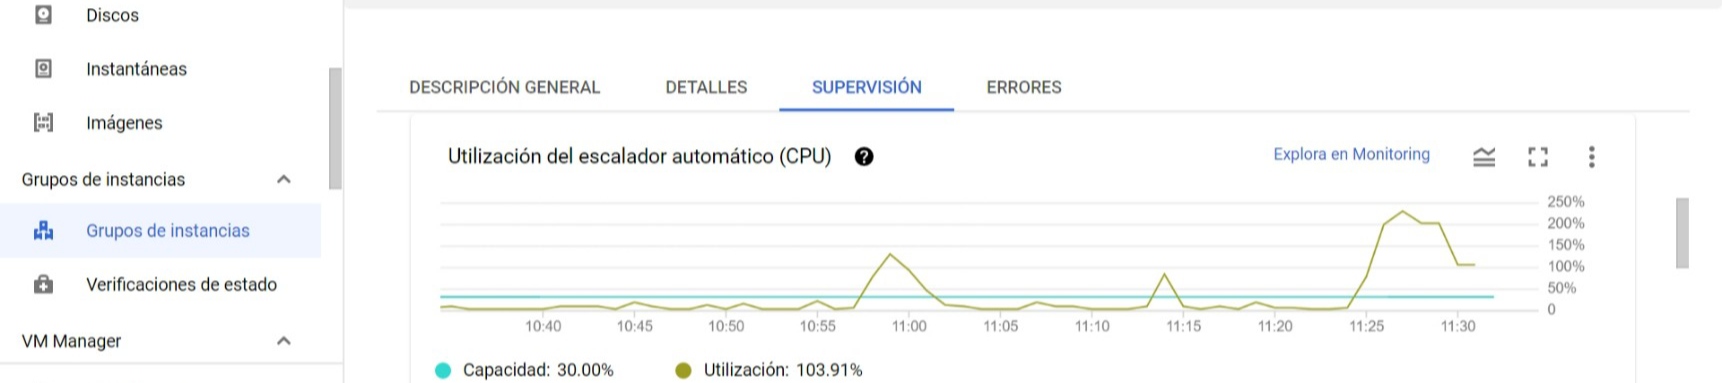 Discos
Instantáneas
Imágenes
Grupos de instancias
Grupos de instancias
Verificaciones de estado
VM Manager
DESCRIPCIÓN GENERAL DETALLES SUPERVISIÓN ERRORES
Utilización del escalador automático (CPU) ?
Explora en Monitoring
250%
200%
150%
100%
50%
0
10:40 10:45 10:50 10:55 11:00 11:05 11:10 11:15 11:20 11:25 11:30
Capacidad: 30.00% Utilización: 103.91%